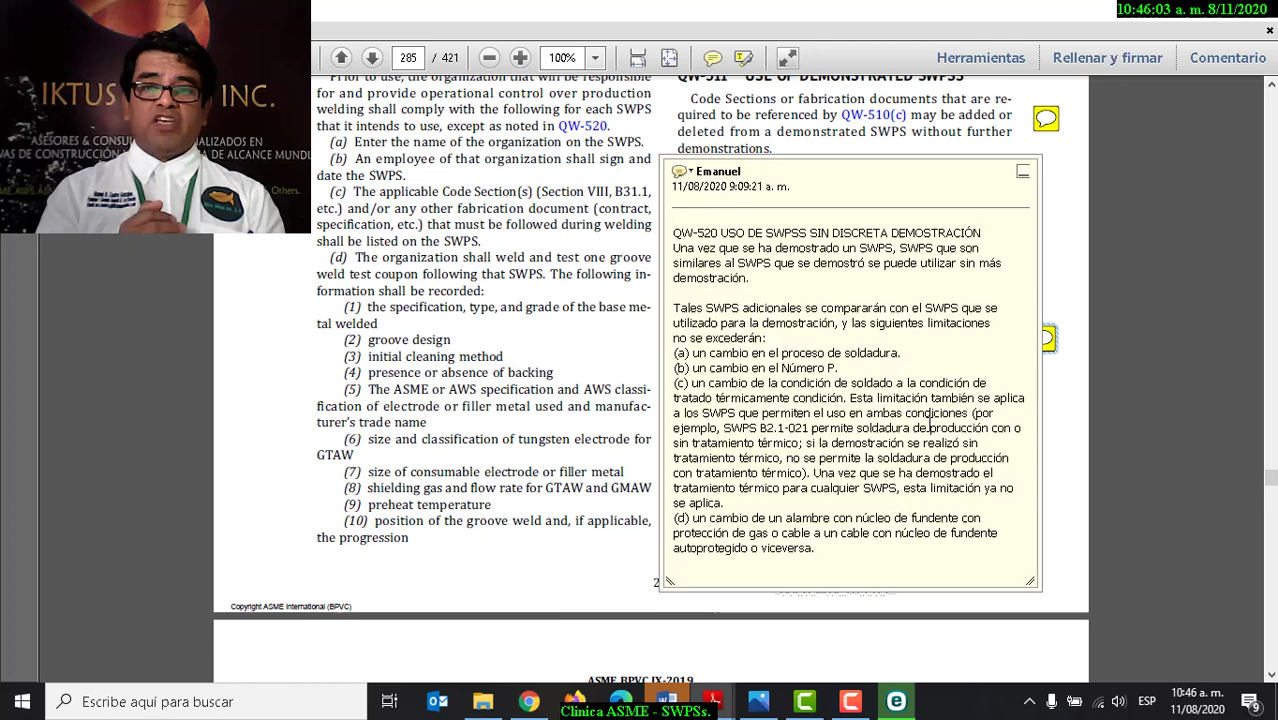 10:46:03 a. m. 8/11/2020
IKTUS INC.
ASESORES & CONSU
ALIZADOS EN
VAS DE CONSTRUCCIÓN
DE ALCANCE MUNDI
Others.
285 / 421
100%
Herramientas
Rellenar y firmar
Comentario
Prior to use, the organization that will be responsible
for and provide operational control over production
welding shall comply with the following for each SWPS
that it intends to use, except as noted in QW-520.
(a) Enter the name of the organization on the SWPS.
(b) An employee of that organization shall sign and
date the SWPS.
(c) The applicable Code Section(s) (Section VIII, B31.1,
etc.) and/or any other fabrication document (contract,
specification, etc.) that must be followed during welding
shall be listed on the SWPS.
(d) The organization shall weld and test one groove
weld test coupon following that SWPS. The following in-
formation shall be recorded:
(1) the specification, type, and grade of the base me-
tal welded
(2) groove design
(3) initial cleaning method
(4) presence or absence of backing
(5) The ASME or AWS specification and AWS classi-
fication of electrode or filler metal used and manufac-
turer's trade name
(6) size and classification of tungsten electrode for
GTAW
(7) size of consumable electrode or filler metal
(8) shielding gas and flow rate for GTAW and GMAW
(9) preheat temperature
(10) position of the groove weld and, if applicable,
the progression
QW-511 USE OF DEMONSTRATED SWPSS
Code Sections or fabrication documents that are re-
quired to be referenced by QW-510(c) may be added or
deleted from a demonstrated SWPS without further
demonstrations.
Emanuel
11/08/2020 9:09:21 a. m.
QW-520 USO DE SWPSS SIN DISCRETA DEMOSTRACIÓN
Una vez que se ha demostrado un SWPS, SWPS que son
similares al SWPS que se demostró se puede utilizar sin más
demostración.
Tales SWPS adicionales se compararán con el SWPS que se
utilizado para la demostración, y las siguientes limitaciones
no se excederán:
(a) un cambio en el proceso de soldadura.
(b) un cambio en el Número P.
(c) un cambio de la condición de soldado a la condición de
tratado térmicamente condición. Esta limitación también se aplica
a los SWPS que permiten el uso en ambas condiciones (por
ejemplo, SWPS B2.1-021 permite soldadura de producción con o
sin tratamiento térmico; si la demostración se realizó sin
tratamiento térmico, no se permite la soldadura de producción
con tratamiento térmico). Una vez que se ha demostrado el
tratamiento térmico para cualquier SWPS, esta limitación ya no
se aplica.
(d) un cambio de un alambre con núcleo de fundente con
protección de gas o cable a un cable con núcleo de fundente
autoprotegido o viceversa.
2
Copyright ASME International (BPVC)
ASME BPVC.IX-2019
Escribe aquí para buscar
Clinica ASME - SWPSs.
ESP
10:46 a. m.
11/08/2020
9